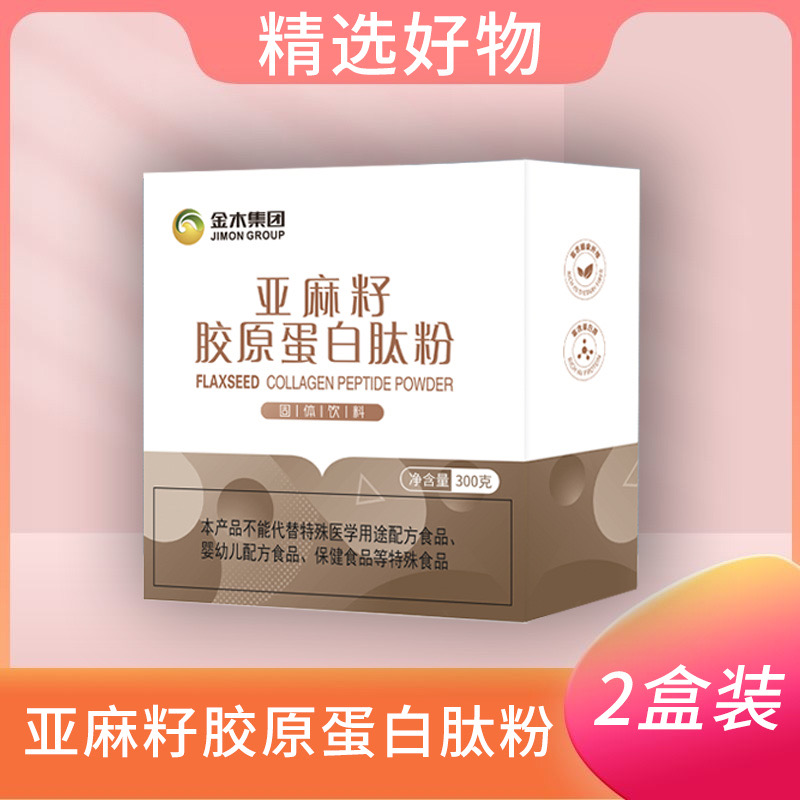 精选好物
金木集团
JIMON GROUP
亚麻籽
胶原蛋白肽粉
FLAXSEED COLLAGEN PEPTIDE POWDER
固体饮料
净含量 300克
本产品不能代替特殊医学用途配方食品、
婴幼儿配方食品、保健食品等特殊食品
亚麻籽胶原蛋白肽粉
2盒装